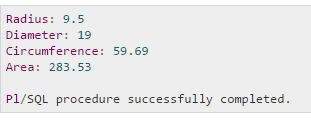 Radius: 9.5
Diameter: 19
Circumference: 59.69
Area: 283.53
Pl/SQL procedure successfully completed.